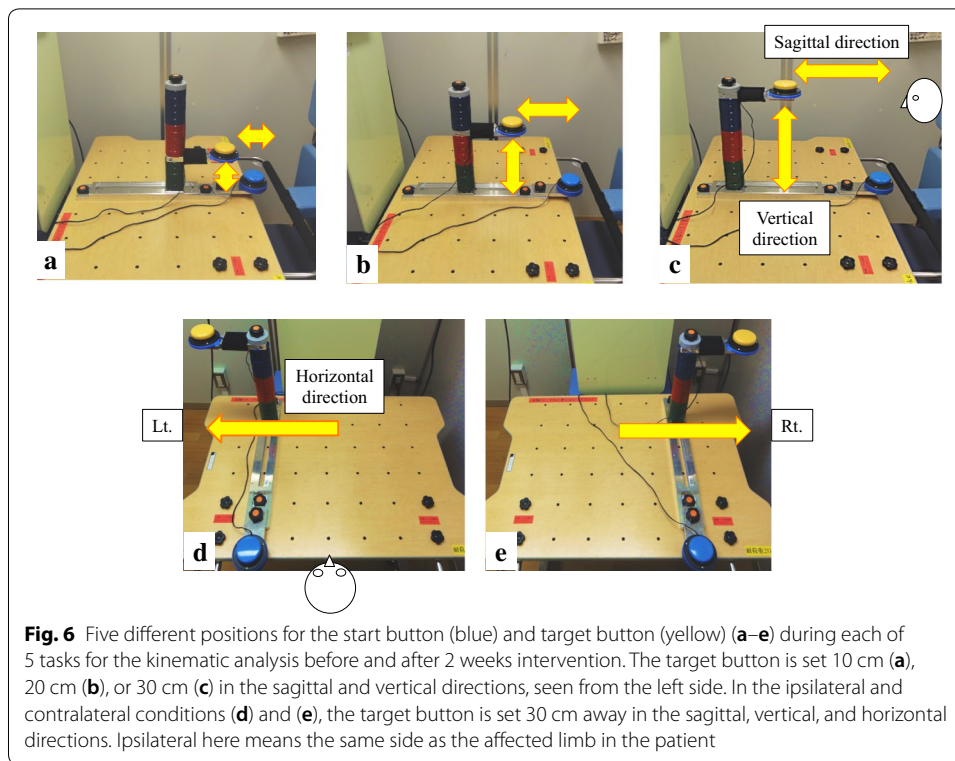 Sagittal direction
Vertical
direction
a
b
c
Horizontal
direction
Lt.
Rt.
d
e
Fig. 6 Five different positions for the start button (blue) and target button (yellow) (a–e) during each of
5 tasks for the kinematic analysis before and after 2 weeks intervention. The target button is set 10 cm (a),
20 cm (b), or 30 cm (c) in the sagittal and vertical directions, seen from the left side. In the ipsilateral and
contralateral conditions (d) and (e), the target button is set 30 cm away in the sagittal, vertical, and horizontal
directions. Ipsilateral here means the same side as the affected limb in the patient